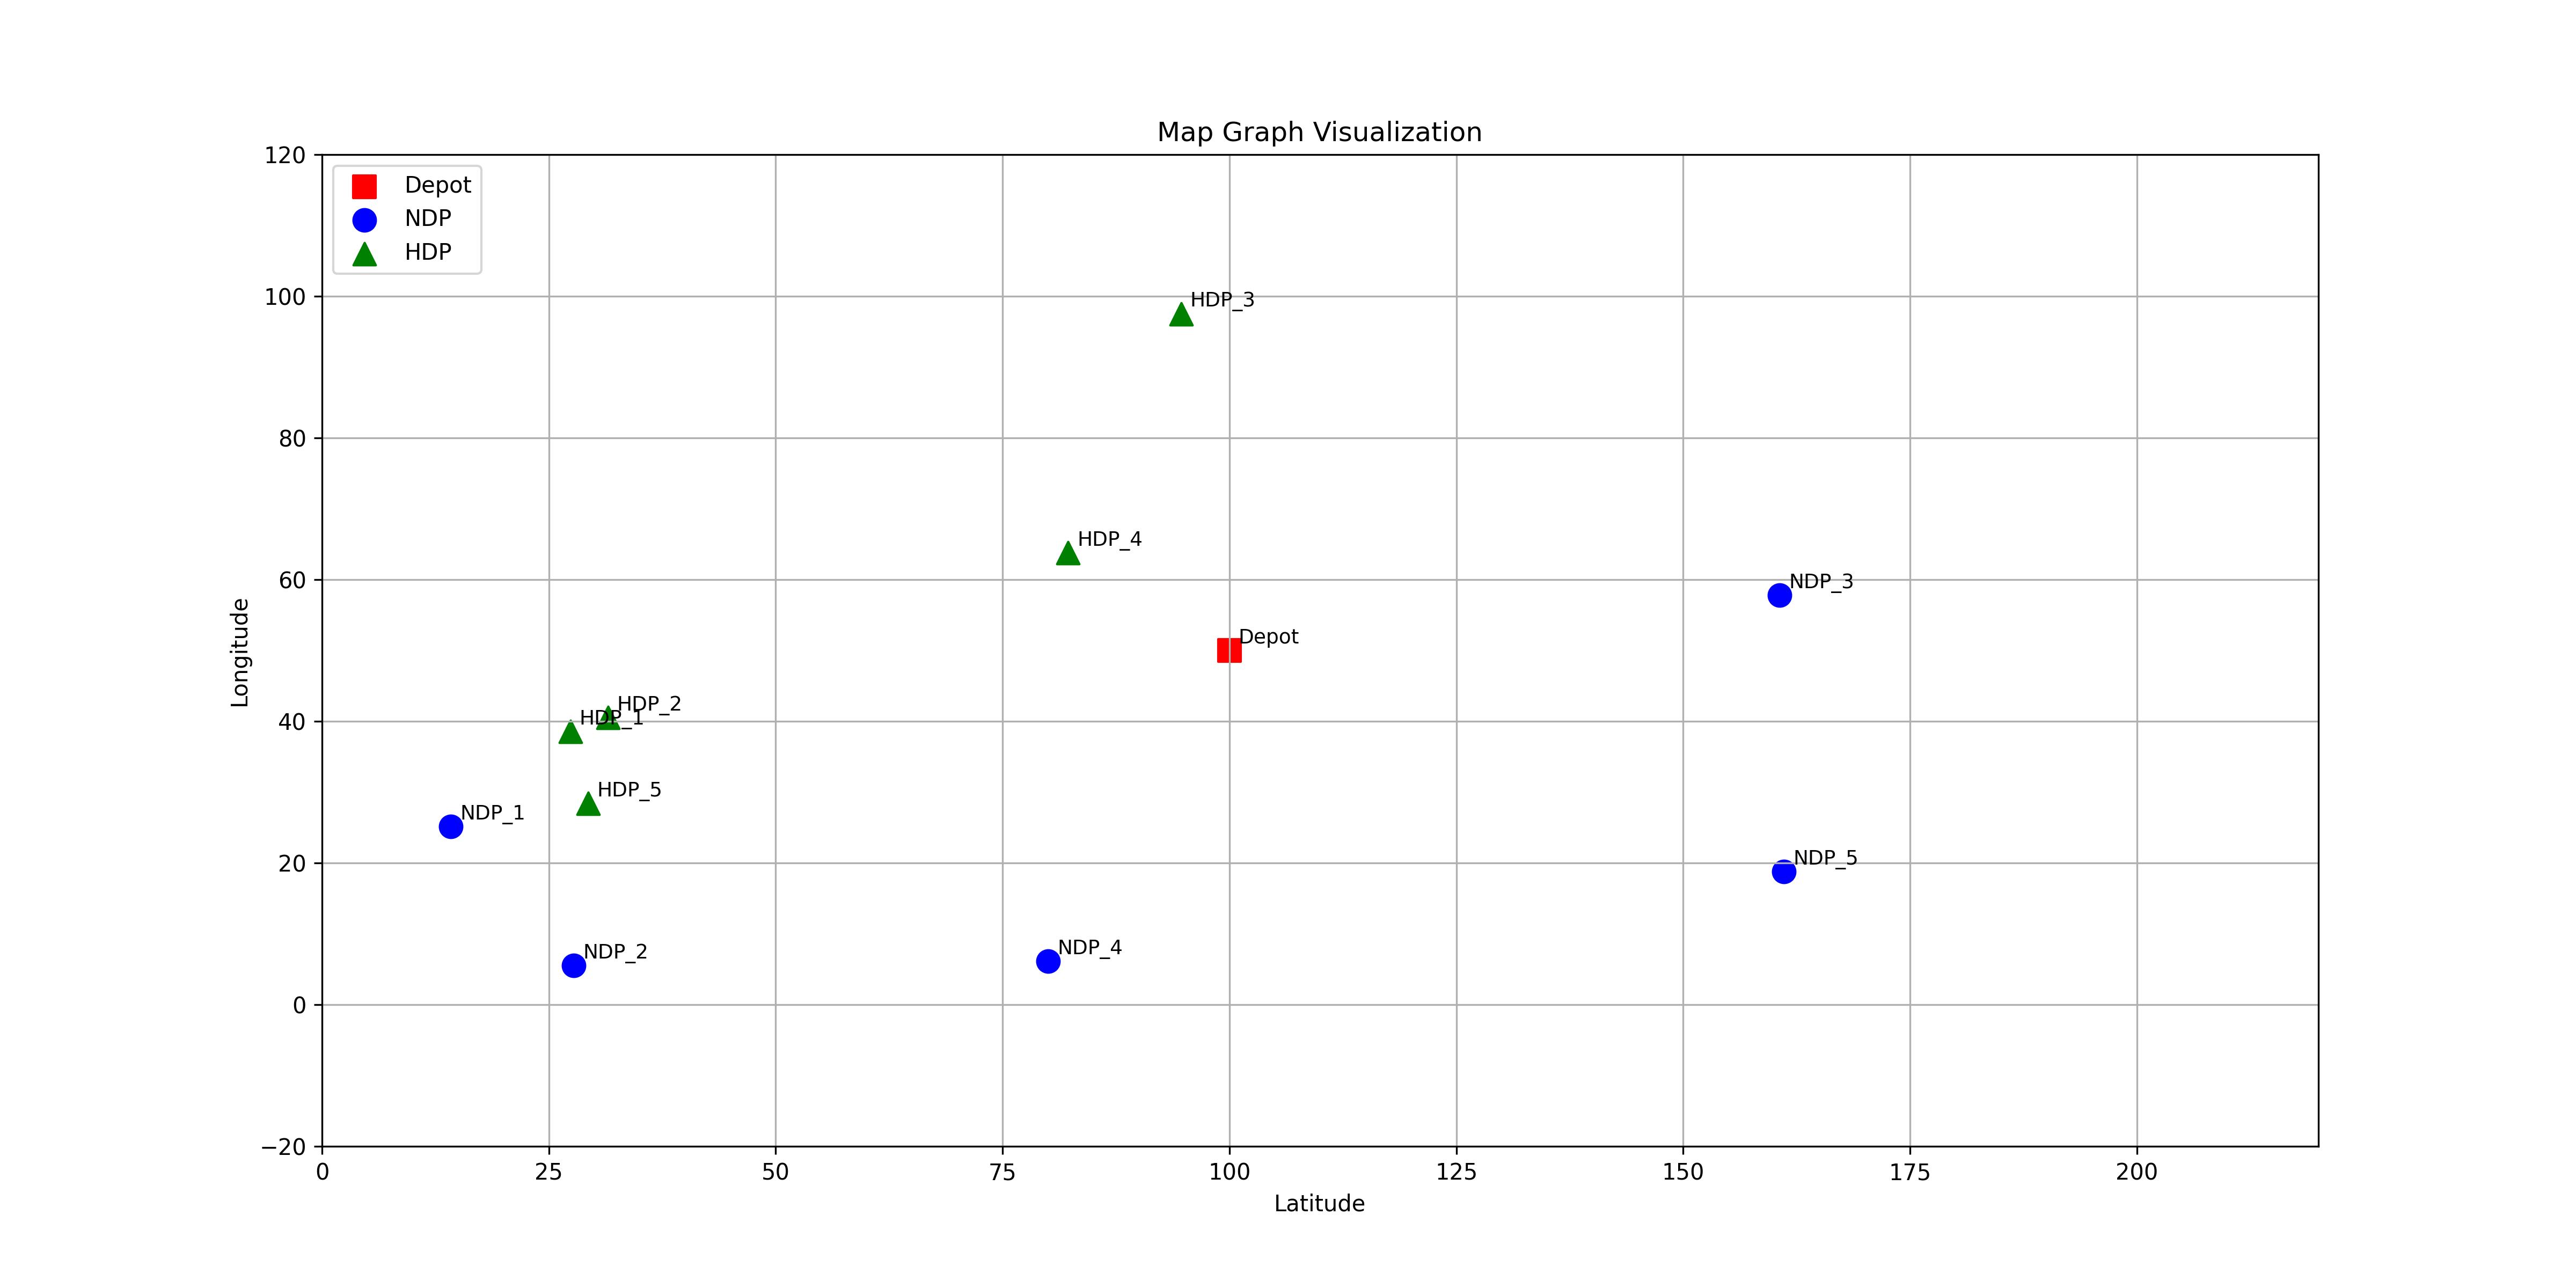 Map Graph Visualization
120
100
80
60
40
20
0
−20
Longitude
Depot
NDP
HDP
HDP_3
HDP_4
NDP_3
Depot
HDP_2
HDP_1
HDP_5
NDP_1
NDP_5
NDP_2
NDP_4
0 25 50 75 100 125 150 175 200
Latitude